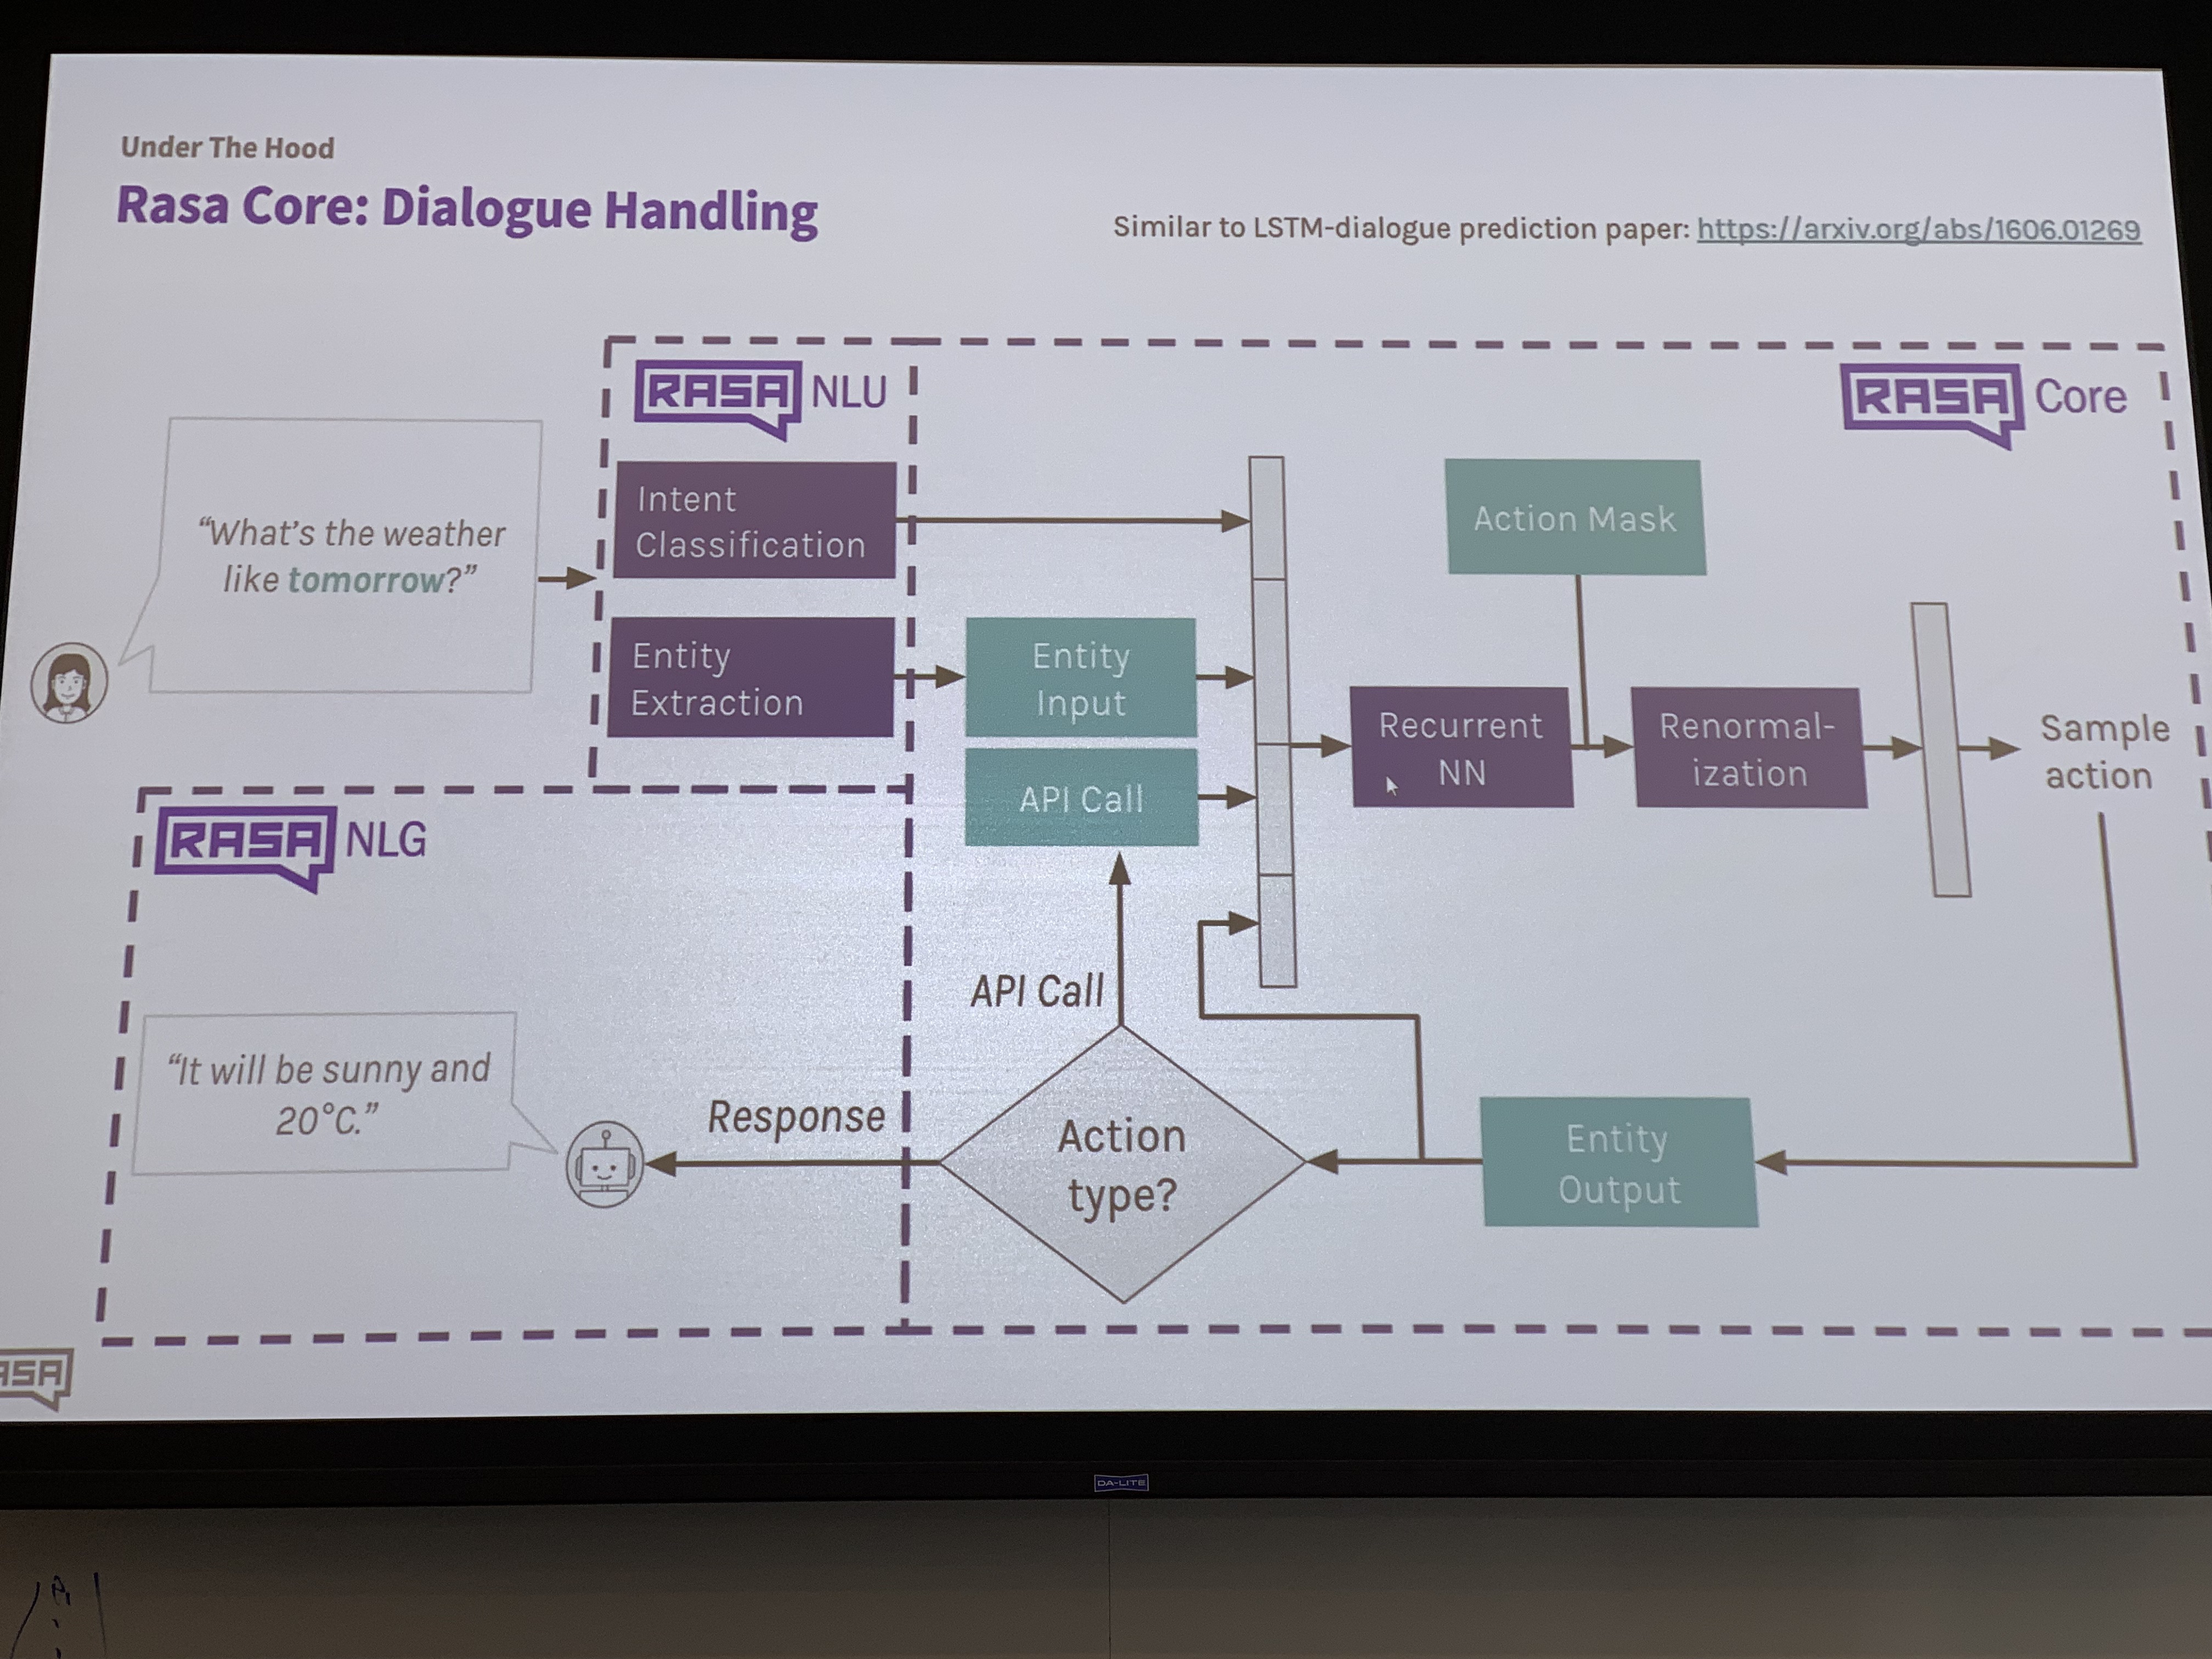 Under The Hood
Rasa Core: Dialogue Handling
Similar to LSTM-dialogue prediction paper: https://arxiv.org/abs/1606.01269
RASA NLU
RASA Core
“What's the weather
like tomorrow?”
Intent
Classification
Entity
Extraction
Entity
Input
API Call
Action Mask
Recurrent
NN
Renormal-
ization
Sample
action
RASA NLG
“It will be sunny and
20°C.”
Response
API Call
Action
type?
Entity
Output
ASA
DA-LITE